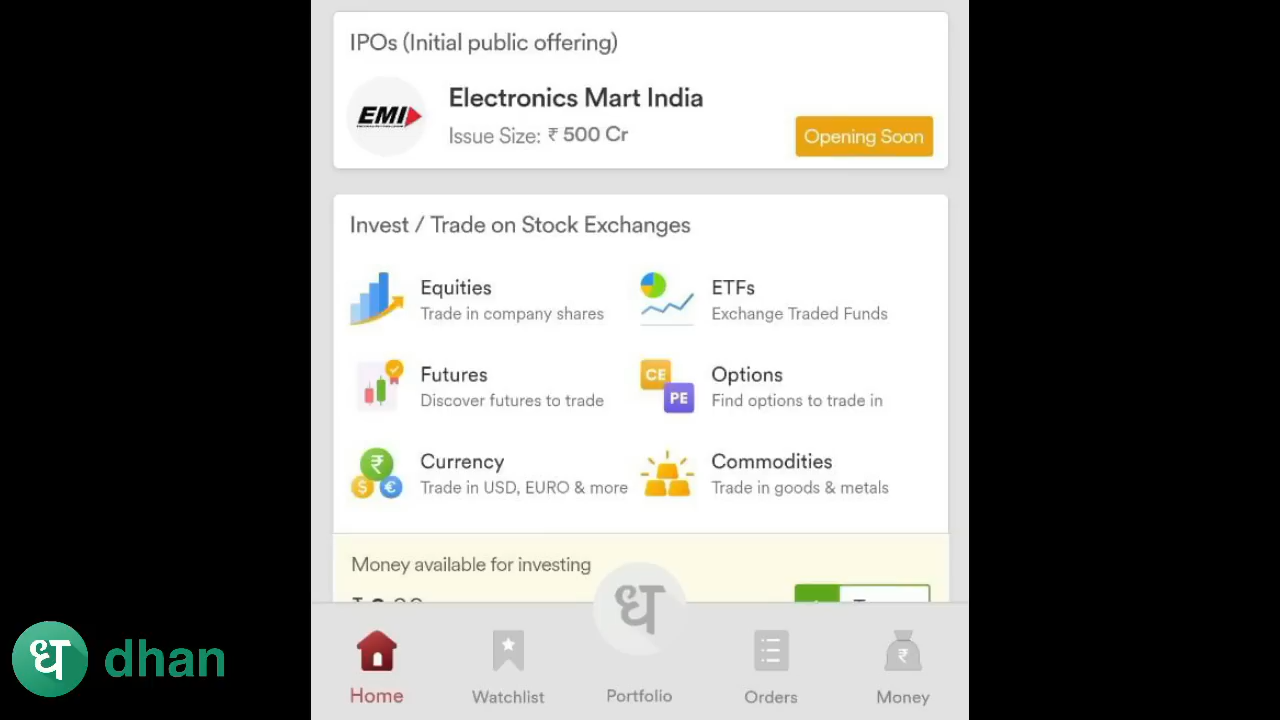 IPOs (Initial public offering)
EMI
Electronics Mart India
Issue Size: ₹ 500 Cr
Opening Soon
Invest / Trade on Stock Exchanges
Equities
Trade in company shares
ETFs
Exchange Traded Funds
Futures
Discover futures to trade
CE
PE
Options
Find options to trade in
₹
$
€
Currency
Trade in USD, EURO & more
Commodities
Trade in goods & metals
Money available for investing
ध
₹
Home
Watchlist
Portfolio
Orders
Money
ध dhan